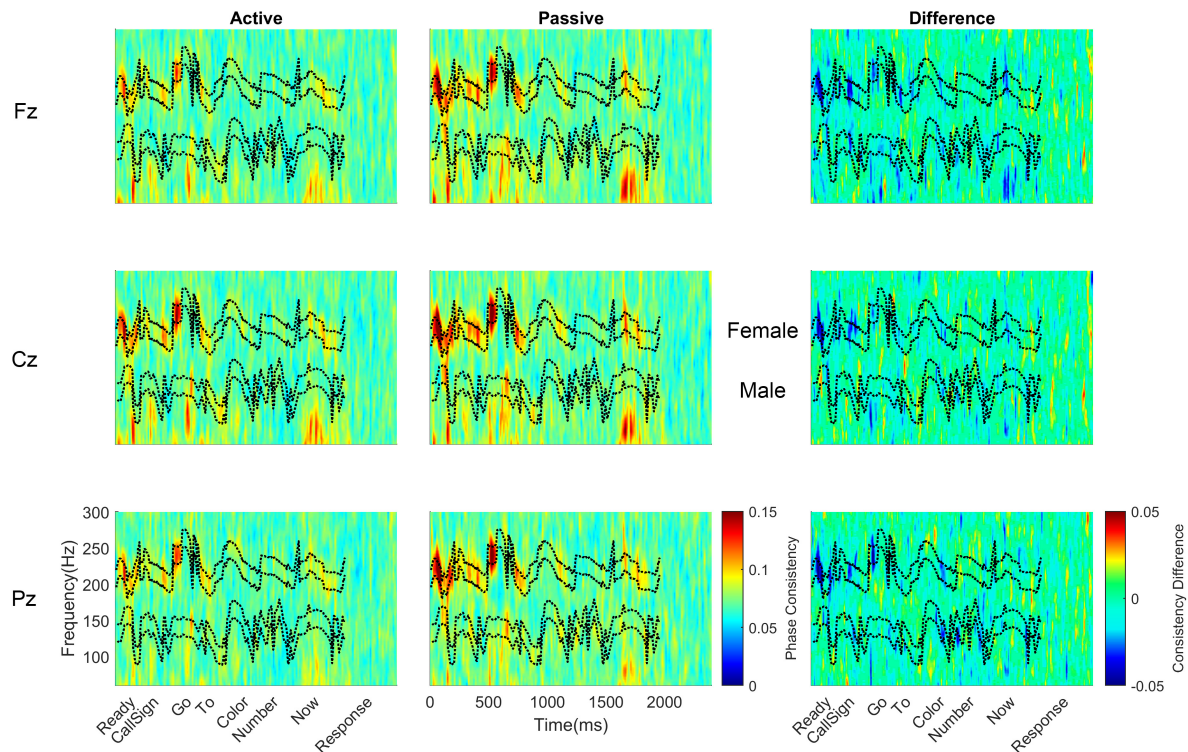 Active
Passive
Difference
Fz
Cz
Female
Male
Pz
Frequency(Hz)
300
250
200
150
100
Ready
CallSign
Go
To
Color
Number
Now
Response
0
500
1000
1500
2000
Time(ms)
0.15
0.1
0.05
0
Phase Consistency
Ready
CallSign
Go
To
Color
Number
Now
Response
0.05
0
-0.05
Consistency Difference